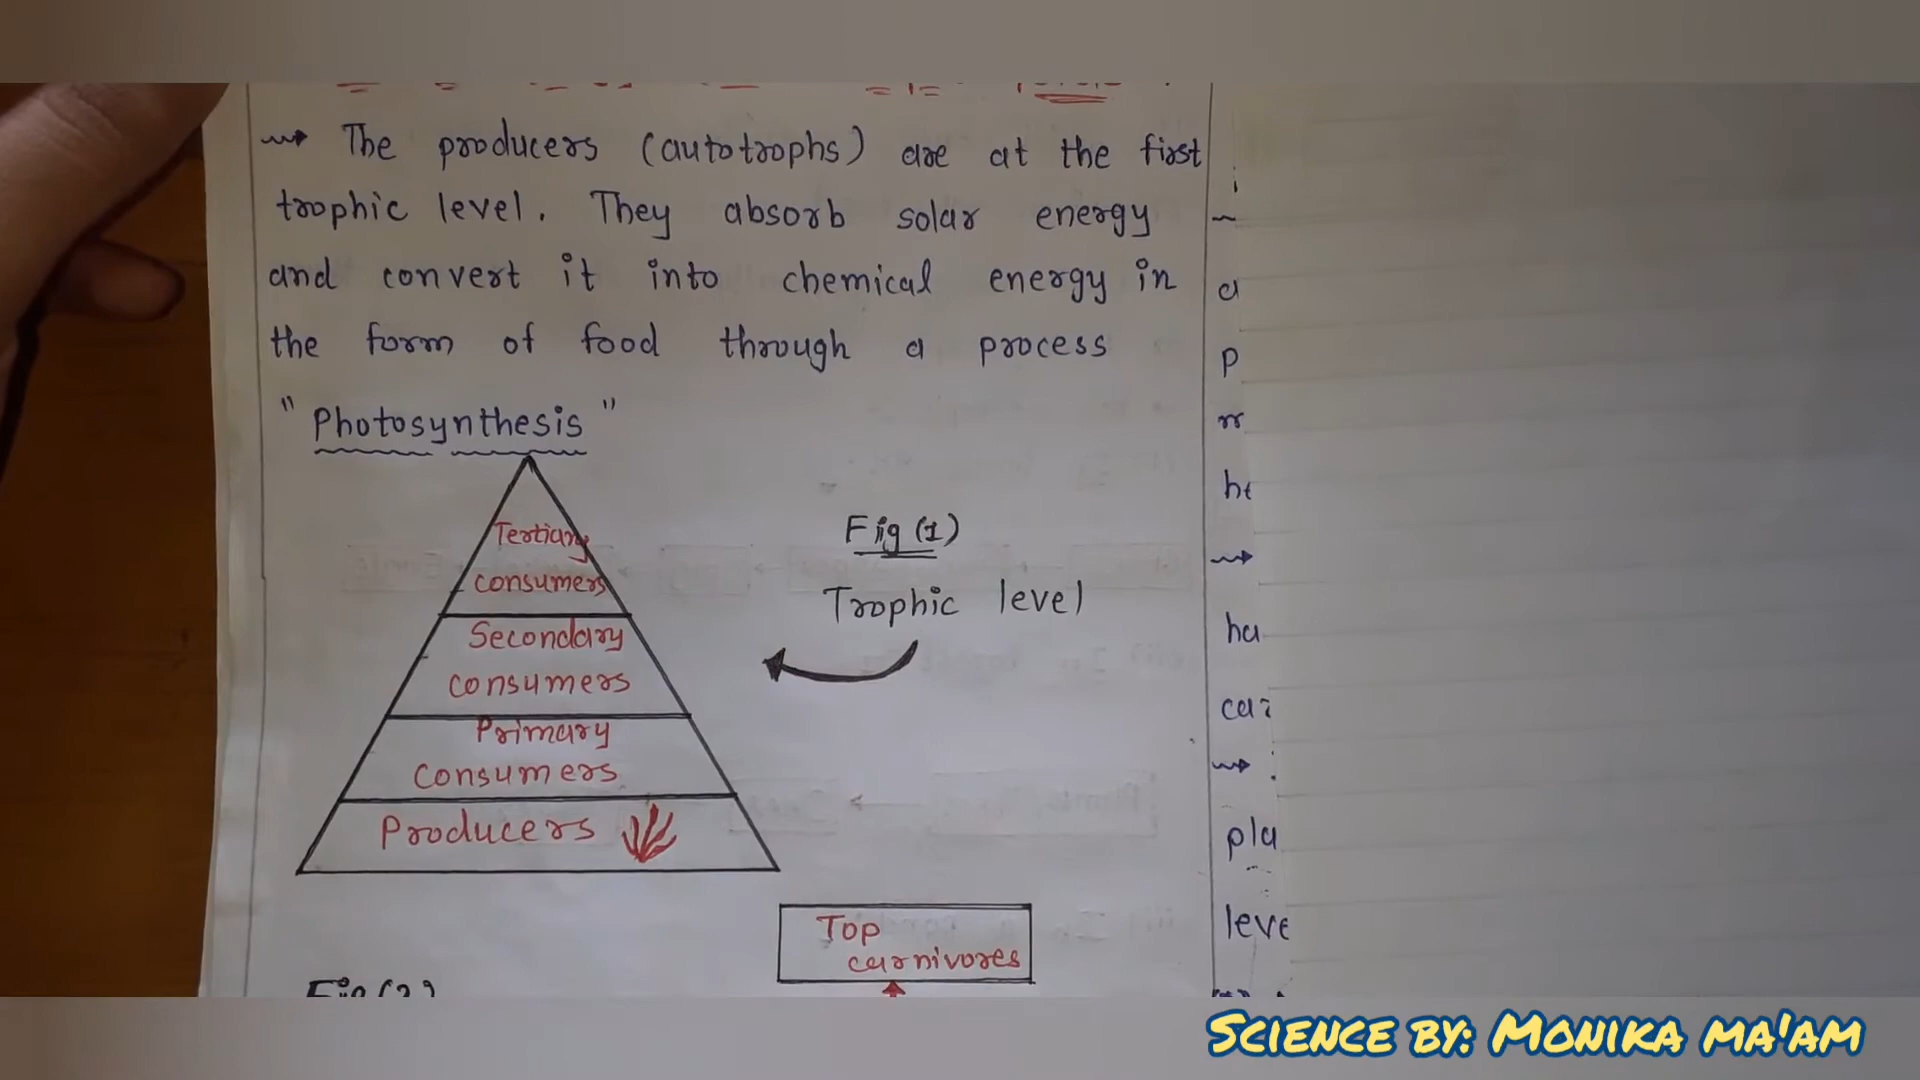 ⇝ The producers (autotrophs) are at the first
trophic level. They absorb solar energy
and convert it into chemical energy in
the form of food through a process
"Photosynthesis"
Tertiary
consumers
Secondary
consumers
Primary
consumers
Producers
Fig (1)
Trophic level
Top
carnivores
SCIENCE BY: MONIKA MA'AM